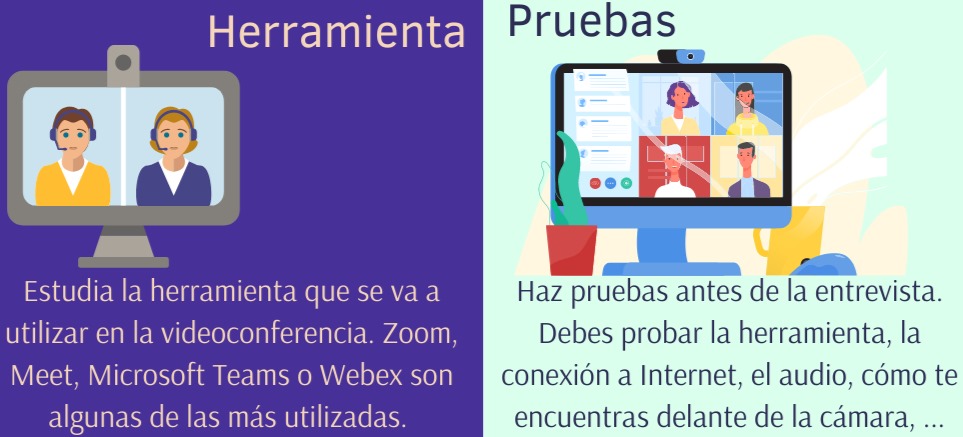 Herramienta
Estudia la herramienta que se va a
utilizar en la videoconferencia. Zoom,
Meet, Microsoft Teams o Webex son
algunas de las más utilizadas.
Pruebas
Haz pruebas antes de la entrevista.
Debes probar la herramienta, la
conexión a Internet, el audio, cómo te
encuentras delante de la cámara, ...